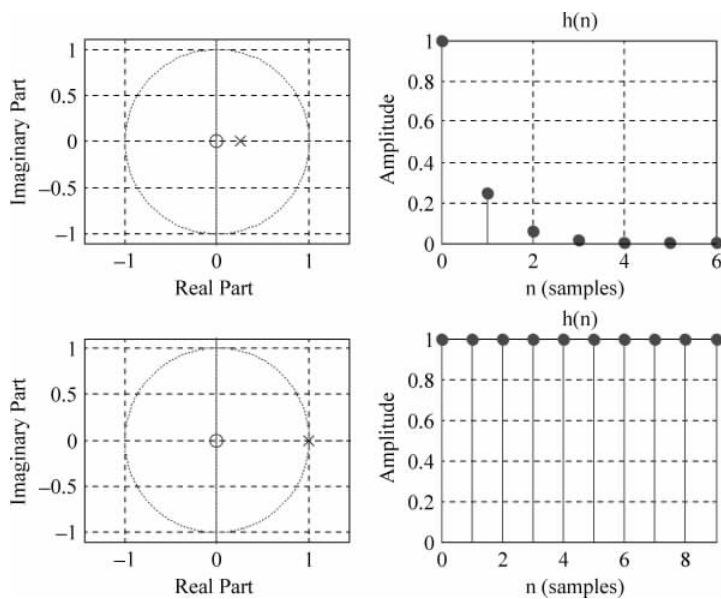 h(n)
1
0.5
0
−0.5
−1
Imaginary Part
−1 0 1
Real Part
1
0.8
0.6
0.4
0.2
0
Amplitude
0 2 4 6
n (samples)
h(n)
1
0.5
0
−0.5
−1
Imaginary Part
−1 0 1
Real Part
1
0.8
0.6
0.4
0.2
0
Amplitude
0 2 4 6 8
n (samples)